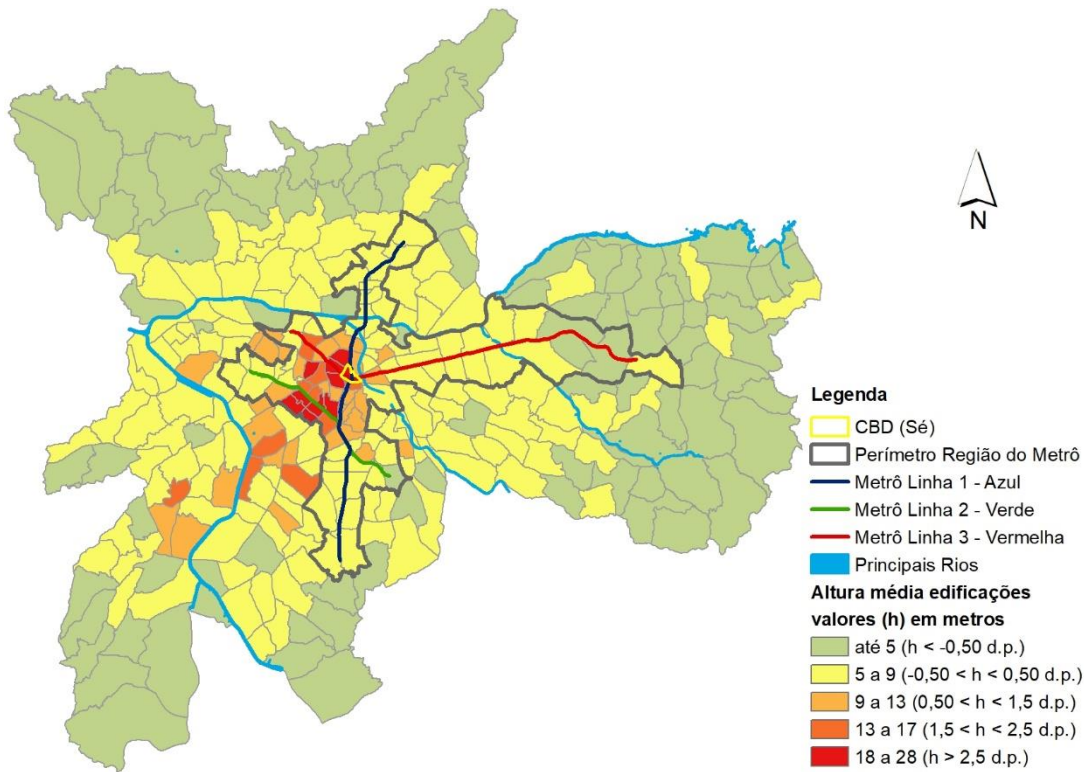 N
Legenda
CBD (Sé)
Perímetro Região do Metrô
Metrô Linha 1 - Azul
Metrô Linha 2 - Verde
Metrô Linha 3 - Vermelha
Principais Rios
Altura média edificações
valores (h) em metros
até 5 (h < -0,50 d.p.)
5 a 9 (-0,50 < h < 0,50 d.p.)
9 a 13 (0,50 < h < 1,5 d.p.)
13 a 17 (1,5 < h < 2,5 d.p.)
18 a 28 (h > 2,5 d.p.)